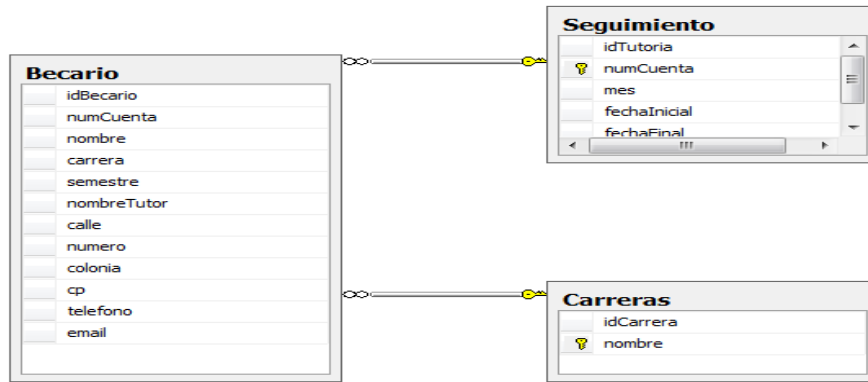 Becario
idBecario
numCuenta
nombre
carrera
semestre
nombreTutor
calle
numero
colonia
cp
telefono
email
Seguimiento
idTutoria
numCuenta
mes
fechaInicial
fechaFinal
Carreras
idCarrera
nombre